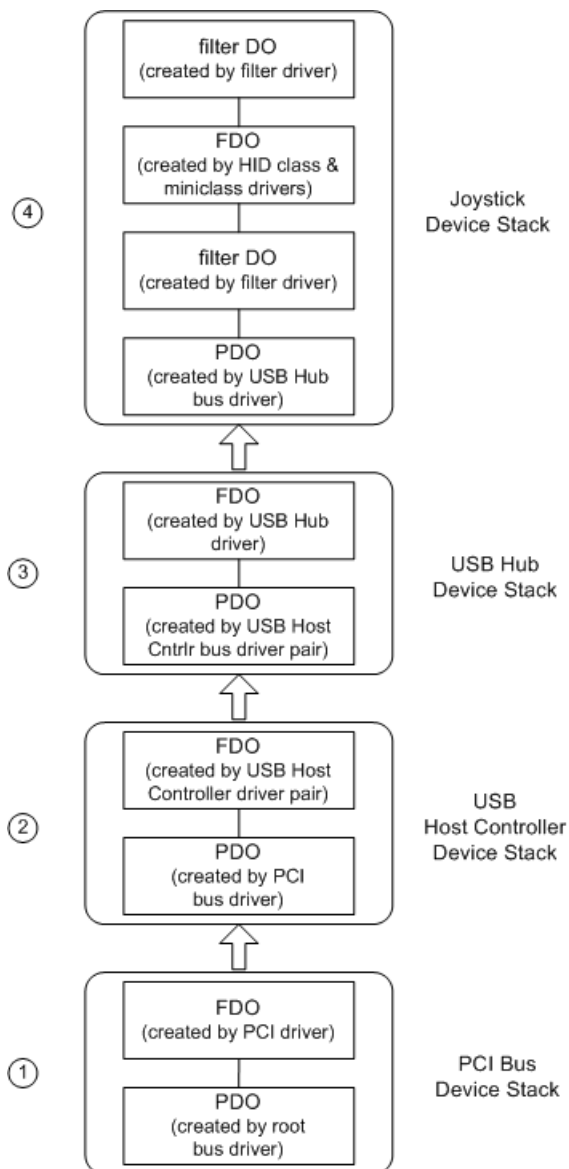 filter DO
(created by filter driver)
FDO
(created by HID class &
miniclass drivers)
④
Joystick
Device Stack
filter DO
(created by filter driver)
PDO
(created by USB Hub
bus driver)
FDO
(created by USB Hub
driver)
③
USB Hub
Device Stack
PDO
(created by USB Host
Cntrlr bus driver pair)
FDO
(created by USB Host
Controller driver pair)
②
USB
Host Controller
Device Stack
PDO
(created by PCI
bus driver)
FDO
(created by PCI driver)
①
PCI Bus
Device Stack
PDO
(created by root
bus driver)